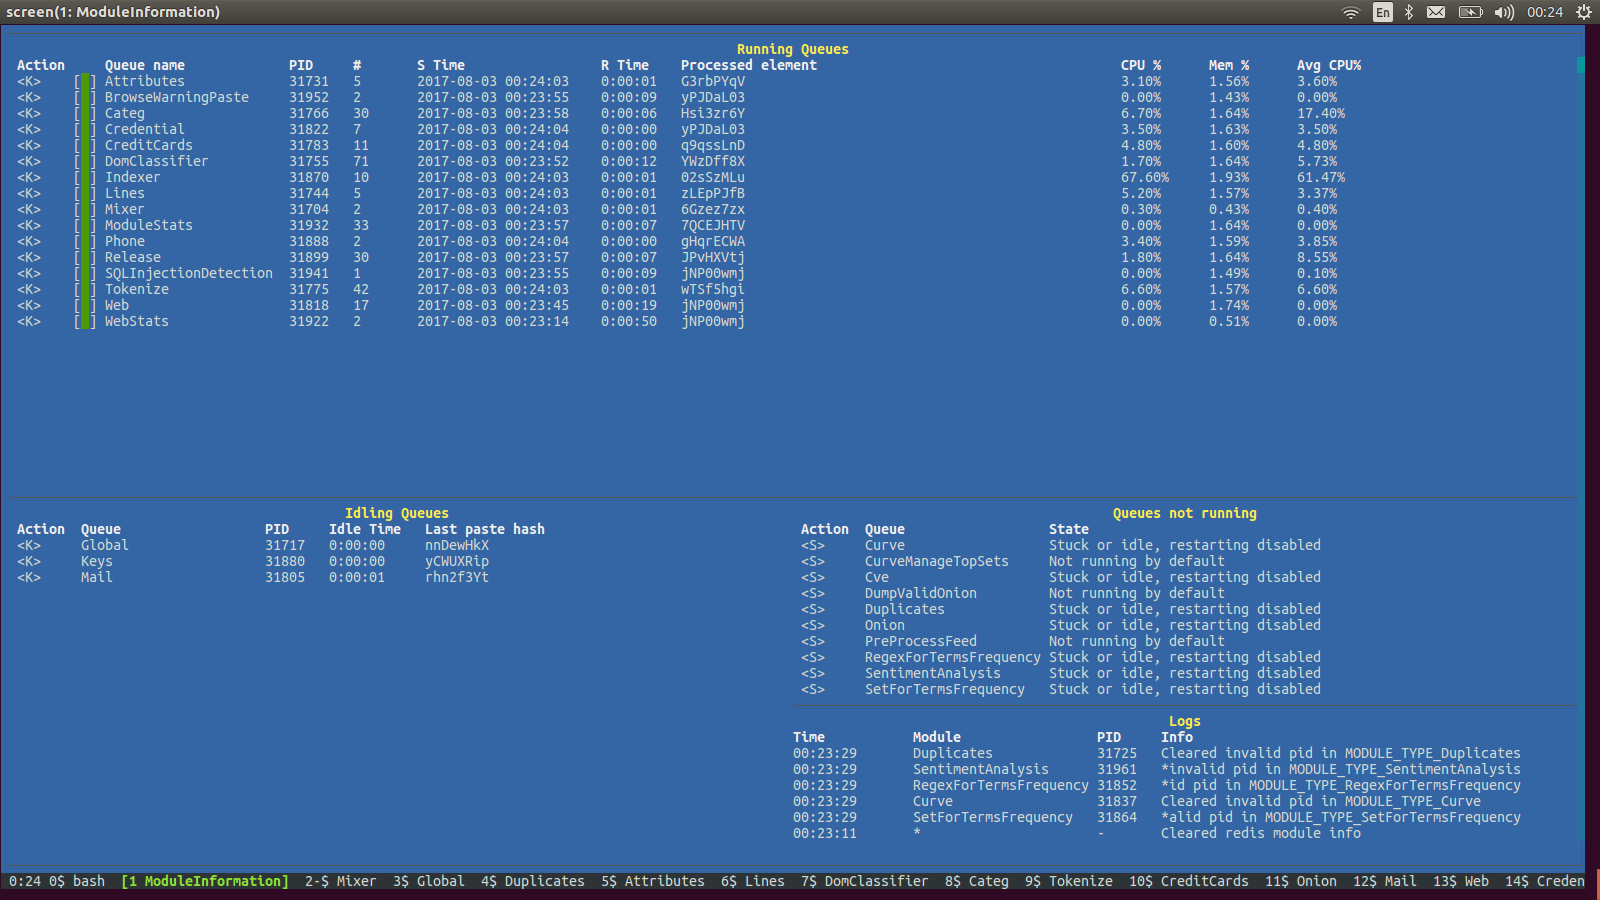 screen(1: ModuleInformation) En 00:24
Running Queues
Action Queue name PID # S Time R Time Processed element CPU % Mem % Avg CPU%
<K> [ ] Attributes 31731 5 2017-08-03 00:24:03 0:00:01 G3rbPYqV 3.10% 1.56% 3.60%
<K> [ ] BrowseWarningPaste 31952 2 2017-08-03 00:23:55 0:00:09 yPJDaL03 0.00% 1.43% 0.00%
<K> [ ] Categ 31766 30 2017-08-03 00:23:58 0:00:06 Hsi3zr6Y 6.70% 1.64% 17.40%
<K> [ ] Credential 31822 7 2017-08-03 00:24:04 0:00:00 yPJDaL03 3.50% 1.63% 3.50%
<K> [ ] CreditCards 31783 11 2017-08-03 00:24:04 0:00:00 q9qssLnD 4.80% 1.60% 4.80%
<K> [ ] DomClassifier 31755 71 2017-08-03 00:23:52 0:00:12 YWzDff8X 1.70% 1.64% 5.73%
<K> [ ] Indexer 31870 10 2017-08-03 00:24:03 0:00:01 02sSzMLu 67.60% 1.93% 61.47%
<K> [ ] Lines 31744 5 2017-08-03 00:24:03 0:00:01 zLEpPJfB 5.20% 1.57% 3.37%
<K> [ ] Mixer 31704 2 2017-08-03 00:24:03 0:00:01 6Gzez7zx 0.30% 0.43% 0.40%
<K> [ ] ModuleStats 31932 33 2017-08-03 00:23:57 0:00:07 7QCEJHTV 0.00% 1.64% 0.00%
<K> [ ] Phone 31888 2 2017-08-03 00:24:04 0:00:00 gHqrECWA 3.40% 1.59% 3.85%
<K> [ ] Release 31899 30 2017-08-03 00:23:57 0:00:07 JPvHXVtj 1.80% 1.64% 8.55%
<K> [ ] SQLInjectionDetection 31941 1 2017-08-03 00:23:55 0:00:09 jNP00wmj 0.00% 1.49% 0.10%
<K> [ ] Tokenize 31775 42 2017-08-03 00:24:03 0:00:01 wTSf5hgi 6.60% 1.57% 6.60%
<K> [ ] Web 31818 17 2017-08-03 00:23:45 0:00:19 jNP00wmj 0.00% 1.74% 0.00%
<K> [ ] WebStats 31922 2 2017-08-03 00:23:14 0:00:50 jNP00wmj 0.00% 0.51% 0.00%
Idling Queues
Action Queue PID Idle Time Last paste hash
<K> Global 31717 0:00:00 nnDewHkX
<K> Keys 31880 0:00:00 yCWUXRip
<K> Mail 31805 0:00:01 rhn2f3Yt
Queues not running
Action Queue State
<S> Curve Stuck or idle, restarting disabled
<S> CurveManageTopSets Not running by default
<S> Cve Stuck or idle, restarting disabled
<S> DumpValidOnion Not running by default
<S> Duplicates Stuck or idle, restarting disabled
<S> Onion Stuck or idle, restarting disabled
<S> PreProcessFeed Not running by default
<S> RegexForTermsFrequency Stuck or idle, restarting disabled
<S> SentimentAnalysis Stuck or idle, restarting disabled
<S> SetForTermsFrequency Stuck or idle, restarting disabled
Logs
Time Module PID Info
00:23:29 Duplicates 31725 Cleared invalid pid in MODULE_TYPE_Duplicates
00:23:29 SentimentAnalysis 31961 *invalid pid in MODULE_TYPE_SentimentAnalysis
00:23:29 RegexForTermsFrequency 31852 *id pid in MODULE_TYPE_RegexForTermsFrequency
00:23:29 Curve 31837 Cleared invalid pid in MODULE_TYPE_Curve
00:23:29 SetForTermsFrequency 31864 *alid pid in MODULE_TYPE_SetForTermsFrequency
00:23:11 * - Cleared redis module info
0:24 0$ bash [1 ModuleInformation] 2-$ Mixer 3$ Global 4$ Duplicates 5$ Attributes 6$ Lines 7$ DomClassifier 8$ Categ 9$ Tokenize 10$ CreditCards 11$ Onion 12$ Mail 13$ Web 14$ Creden